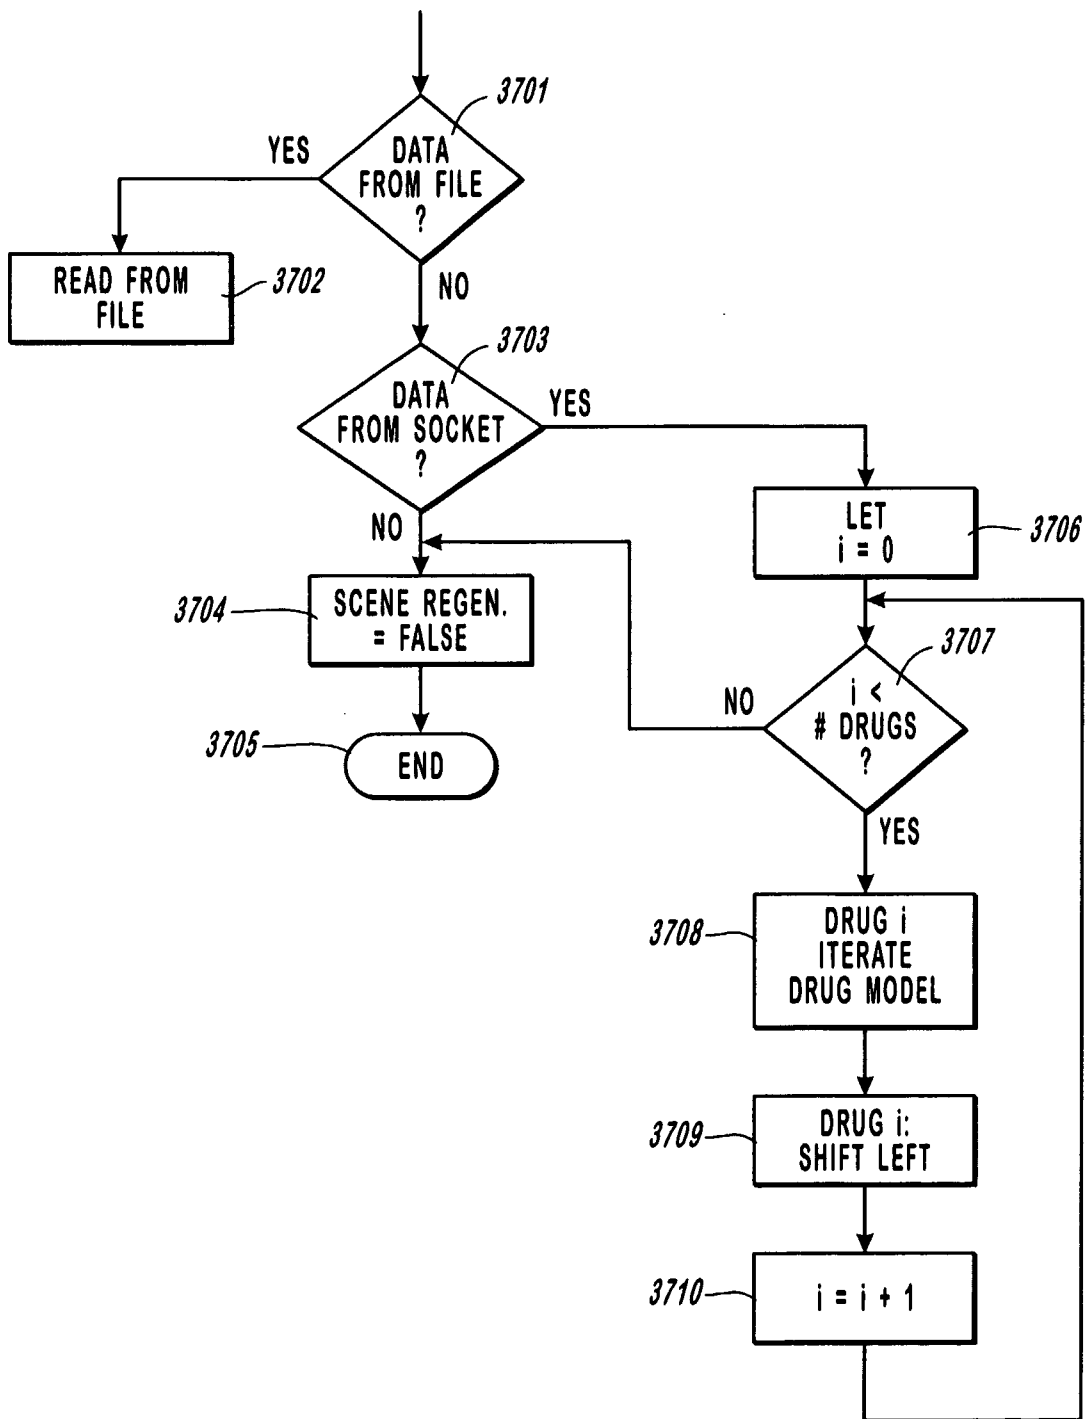 3701
DATA
FROM FILE
?
YES
NO
READ FROM
FILE
3702
3703
DATA
FROM SOCKET
?
YES
NO
LET
i = 0
3706
3704
SCENE REGEN.
= FALSE
3705
END
3707
i <
# DRUGS
?
NO
YES
3708
DRUG i
ITERATE
DRUG MODEL
3709
DRUG i:
SHIFT LEFT
3710
i = i + 1